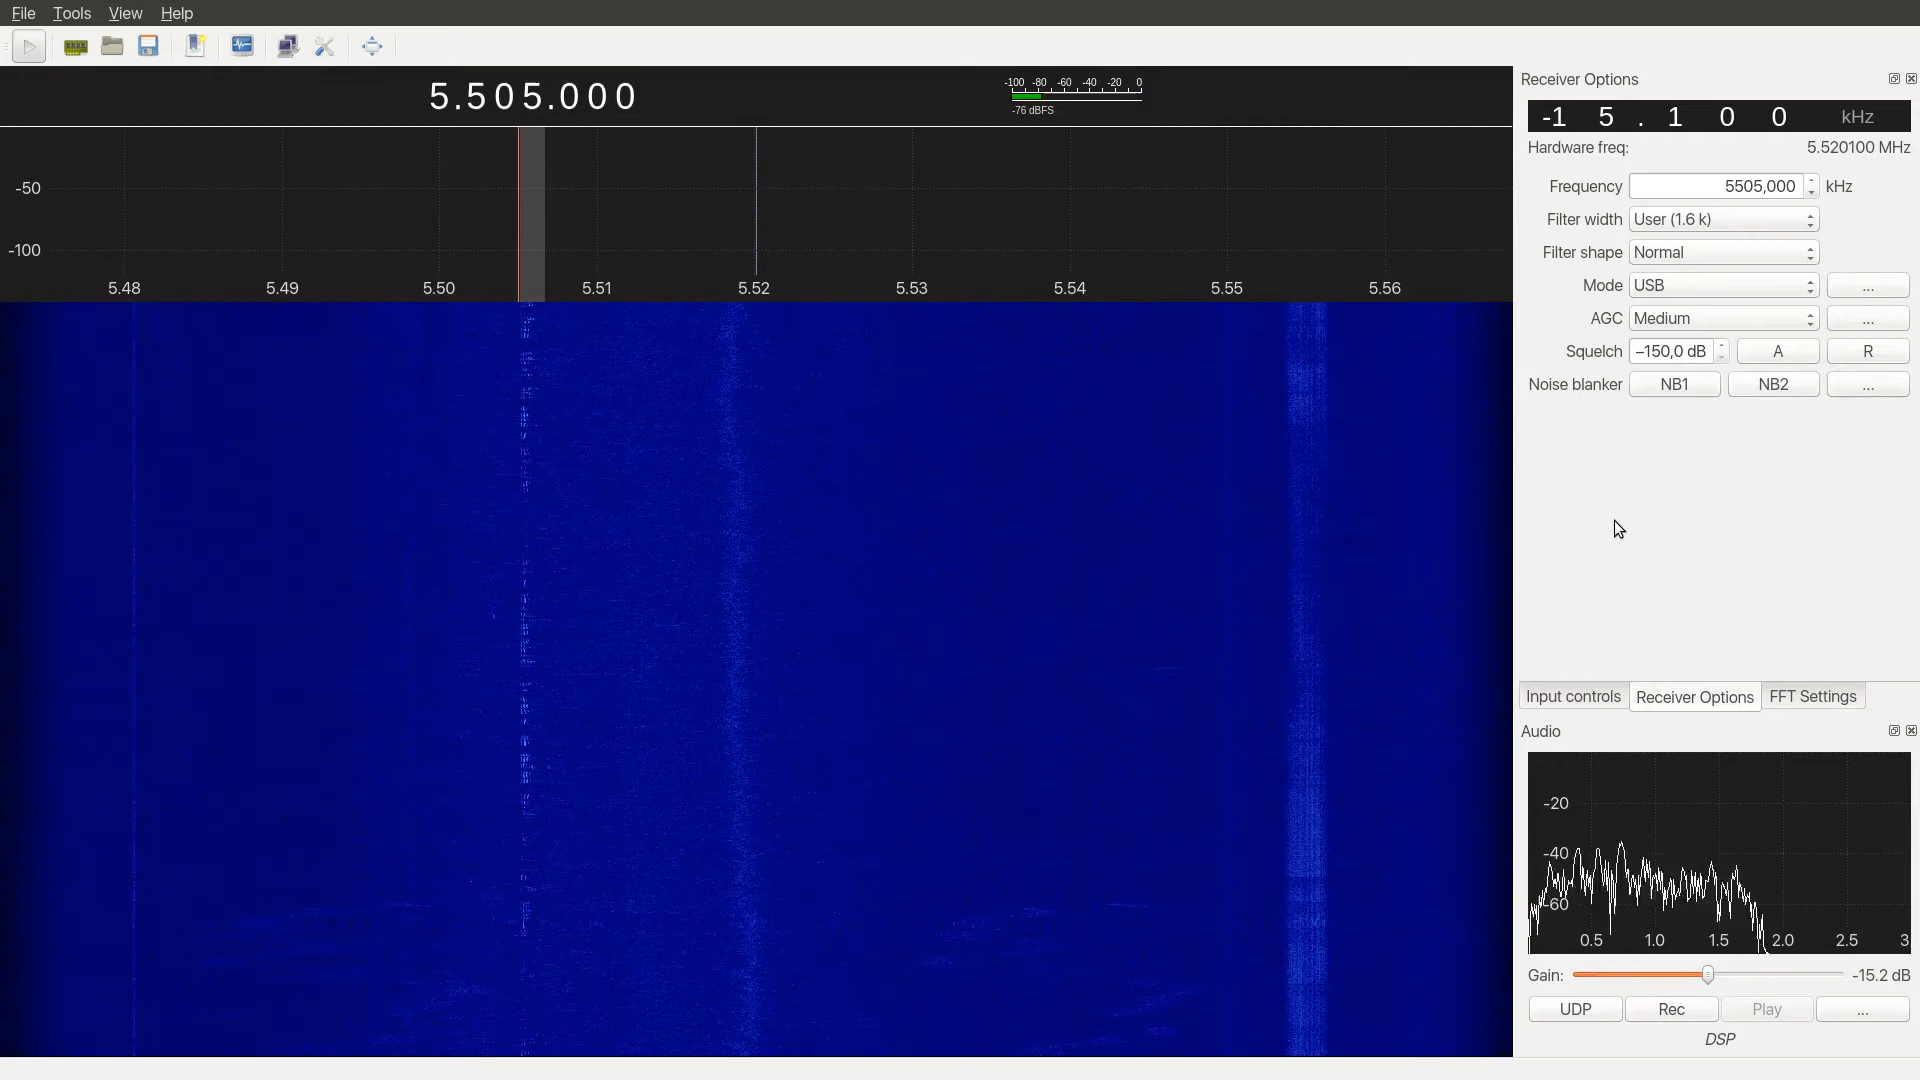 File Tools View Help
5.505.000
-100 -80 -60 -40 -20 0
-76 dBFS
-50
-100
5.48 5.49 5.50 5.51 5.52 5.53 5.54 5.55 5.56
Receiver Options
-15.100 kHz
Hardware freq: 5.520100 MHz
Frequency 5505,000 kHz
Filter width User (1.6 k)
Filter shape Normal
Mode USB ...
AGC Medium ...
Squelch −150,0 dB A R
Noise blanker NB1 NB2 ...
Input controls Receiver Options FFT Settings
Audio
-20
-40
-60
0.5 1.0 1.5 2.0 2.5 3
Gain: -15.2 dB
UDP Rec Play ...
DSP